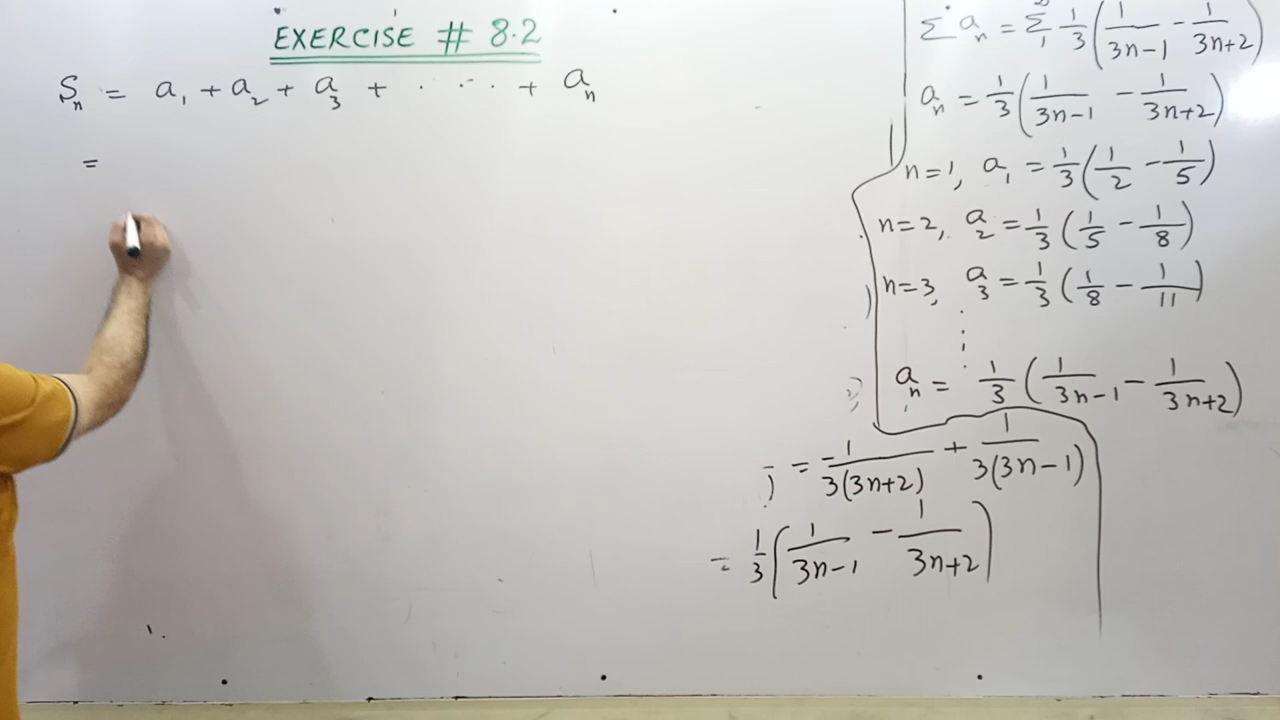 EXERCISE # 8.2
Sₙ = a₁ + a₂ + a₃ + . . . . + aₙ
=
∑ aₙ = ∑₁^∞ 1/3 (1/(3n-1) - 1/(3n+2))
aₙ = 1/3 (1/(3n-1) - 1/(3n+2))
n=1, a₁ = 1/3 (1/2 - 1/5)
n=2, a₂ = 1/3 (1/5 - 1/8)
n=3, a₃ = 1/3 (1/8 - 1/11)
⋮
aₙ = 1/3 (1/(3n-1) - 1/(3n+2))
= -1/(3(3n+2)) + 1/(3(3n-1))
= 1/3 (1/(3n-1) - 1/(3n+2))